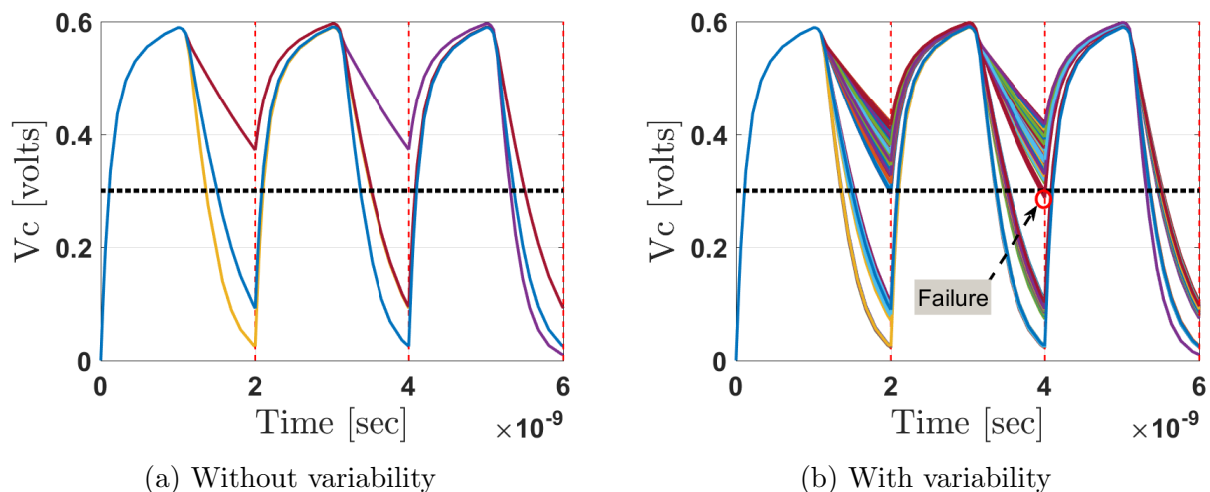 0.6
0.4
0.2
0
Vc [volts]
0 2 4 6
Time [sec]
×10-9
(a) Without variability
0.6
0.4
0.2
0
Vc [volts]
Failure
0 2 4 6
Time [sec]
×10-9
(b) With variability